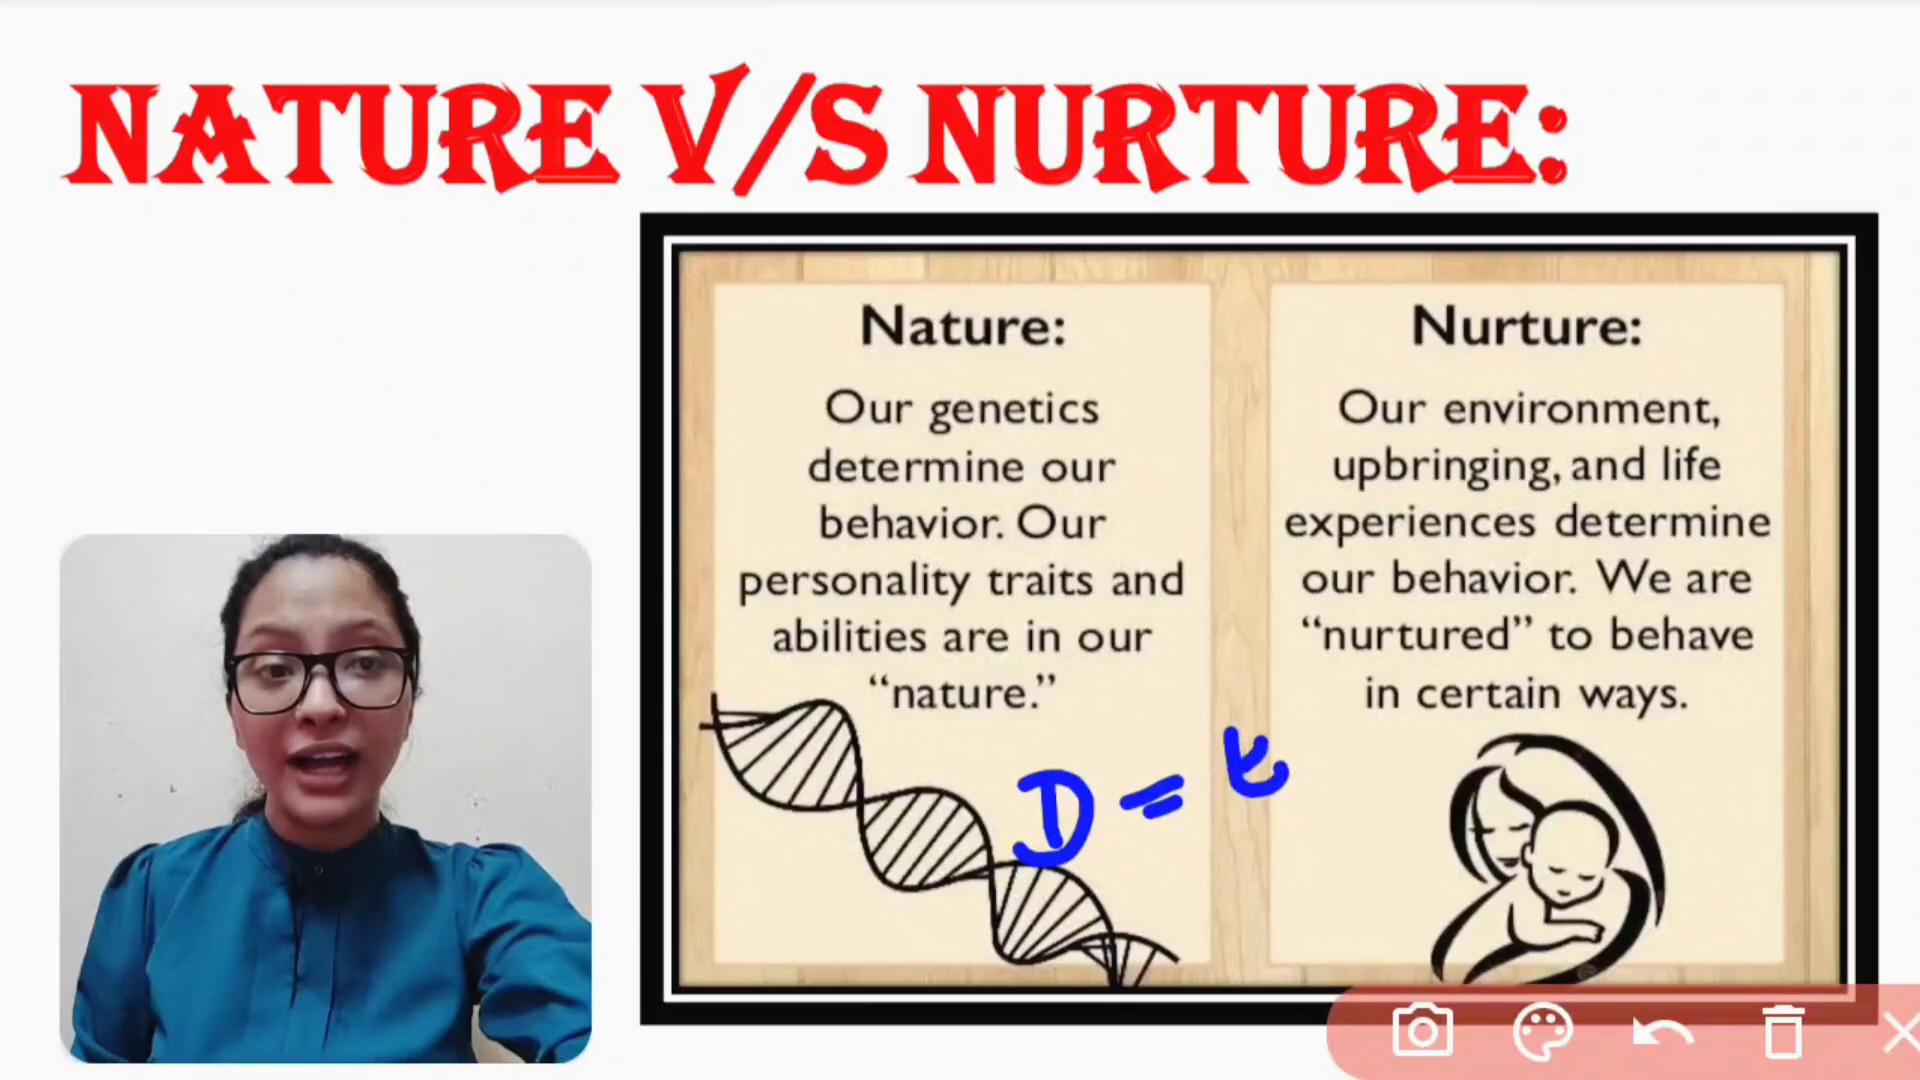 NATURE V/S NURTURE:
Nature:
Our genetics
determine our
behavior. Our
personality traits and
abilities are in our
“nature.”
Nurture:
Our environment,
upbringing, and life
experiences determine
our behavior. We are
“nurtured” to behave
in certain ways.
D =